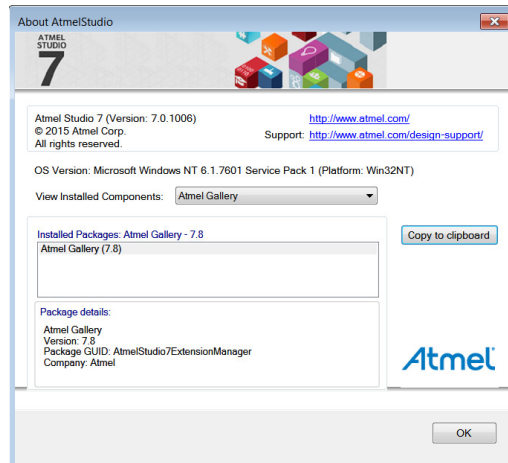 About AtmelStudio
ATMEL
STUDIO
7
Atmel Studio 7 (Version: 7.0.1006)
© 2015 Atmel Corp.
All rights reserved.
http://www.atmel.com/
Support: http://www.atmel.com/design-support/
OS Version: Microsoft Windows NT 6.1.7601 Service Pack 1 (Platform: Win32NT)
View Installed Components: Atmel Gallery
Installed Packages: Atmel Gallery - 7.8
Atmel Gallery (7.8)
Copy to clipboard
Package details:
Atmel Gallery
Version: 7.8
Package GUID: AtmelStudio7ExtensionManager
Company: Atmel
Atmel
OK